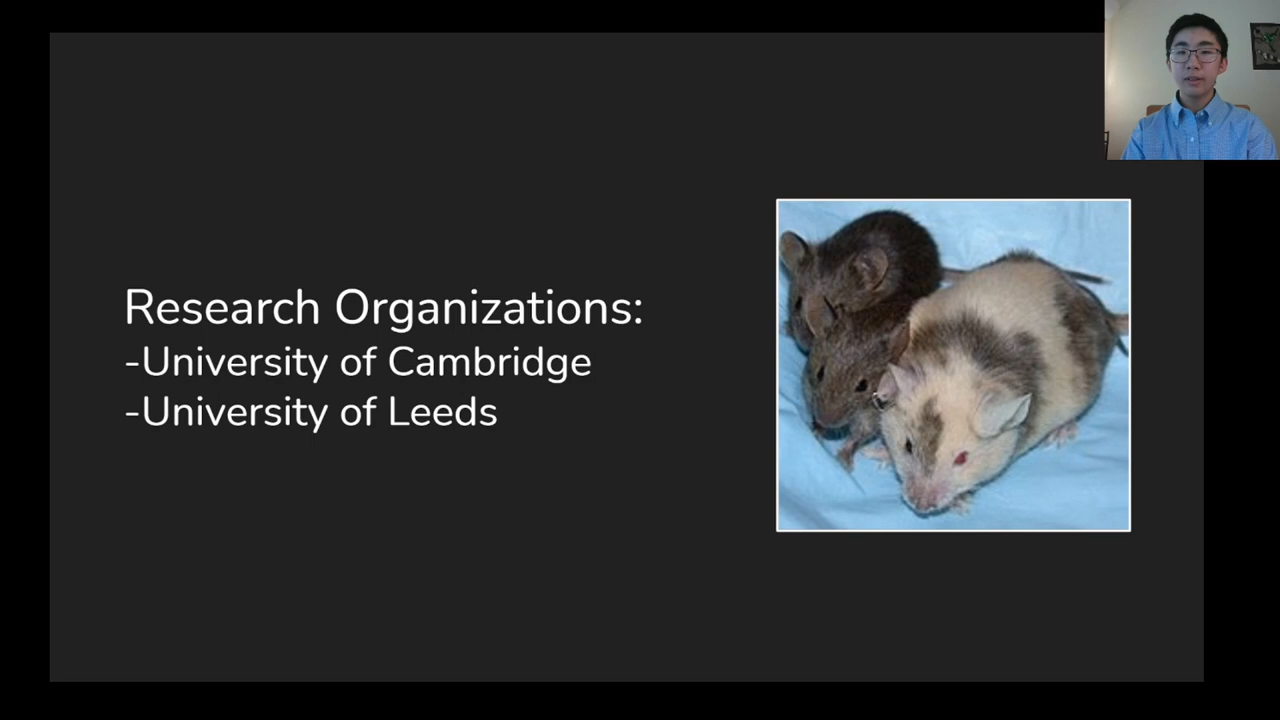 Research Organizations:
-University of Cambridge
-University of Leeds